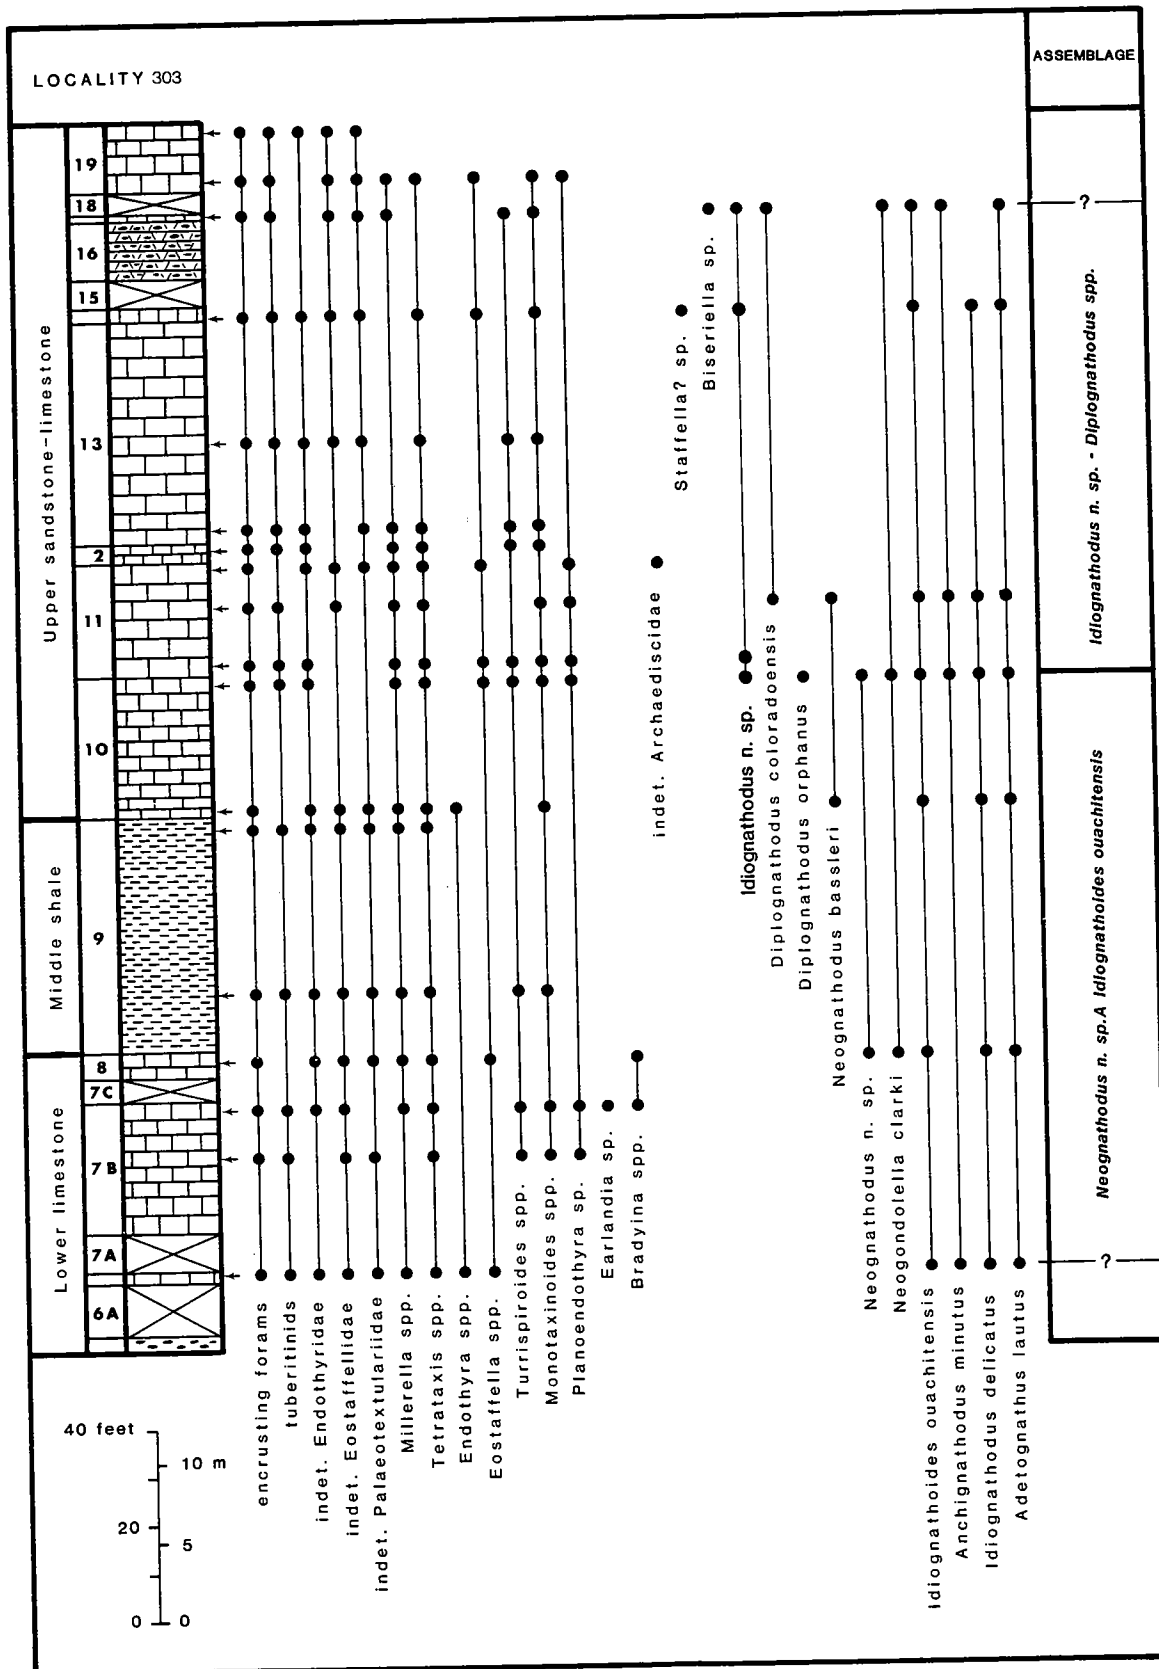 LOCALITY 303
ASSEMBLAGE
Upper sandstone-limestone
Middle shale
Lower limestone
19
18
16
15
13
2
11
10
9
8
7C
7B
7A
6A
encrusting forams
tuberitinids
indet. Endothyridae
indet. Eostaffellidae
indet. Palaeotextulariidae
Millerella spp.
Tetrataxis spp.
Endothyra spp.
Eostaffella spp.
Turrispiroides spp.
Monotaxinoides spp.
Planoendothyra sp.
Earlandia sp.
Bradyina spp.
indet. Archaediscidae
Staffella? sp.
Biseriella sp.
Idiognathodus n. sp.
Diplognathodus coloradoensis
Diplognathodus orphanus
Neognathodus bassleri
Neognathodus n. sp.
Neogondolella clarki
Idiognathoides ouachitensis
Anchignathodus minutus
Idiognathodus delicatus
Adetognathus lautus
?
Idiognathodus n. sp. - Diplognathodus spp.
Neognathodus n. sp.A Idiognathoides ouachitensis
?
40 feet
10 m
20
5
0
0